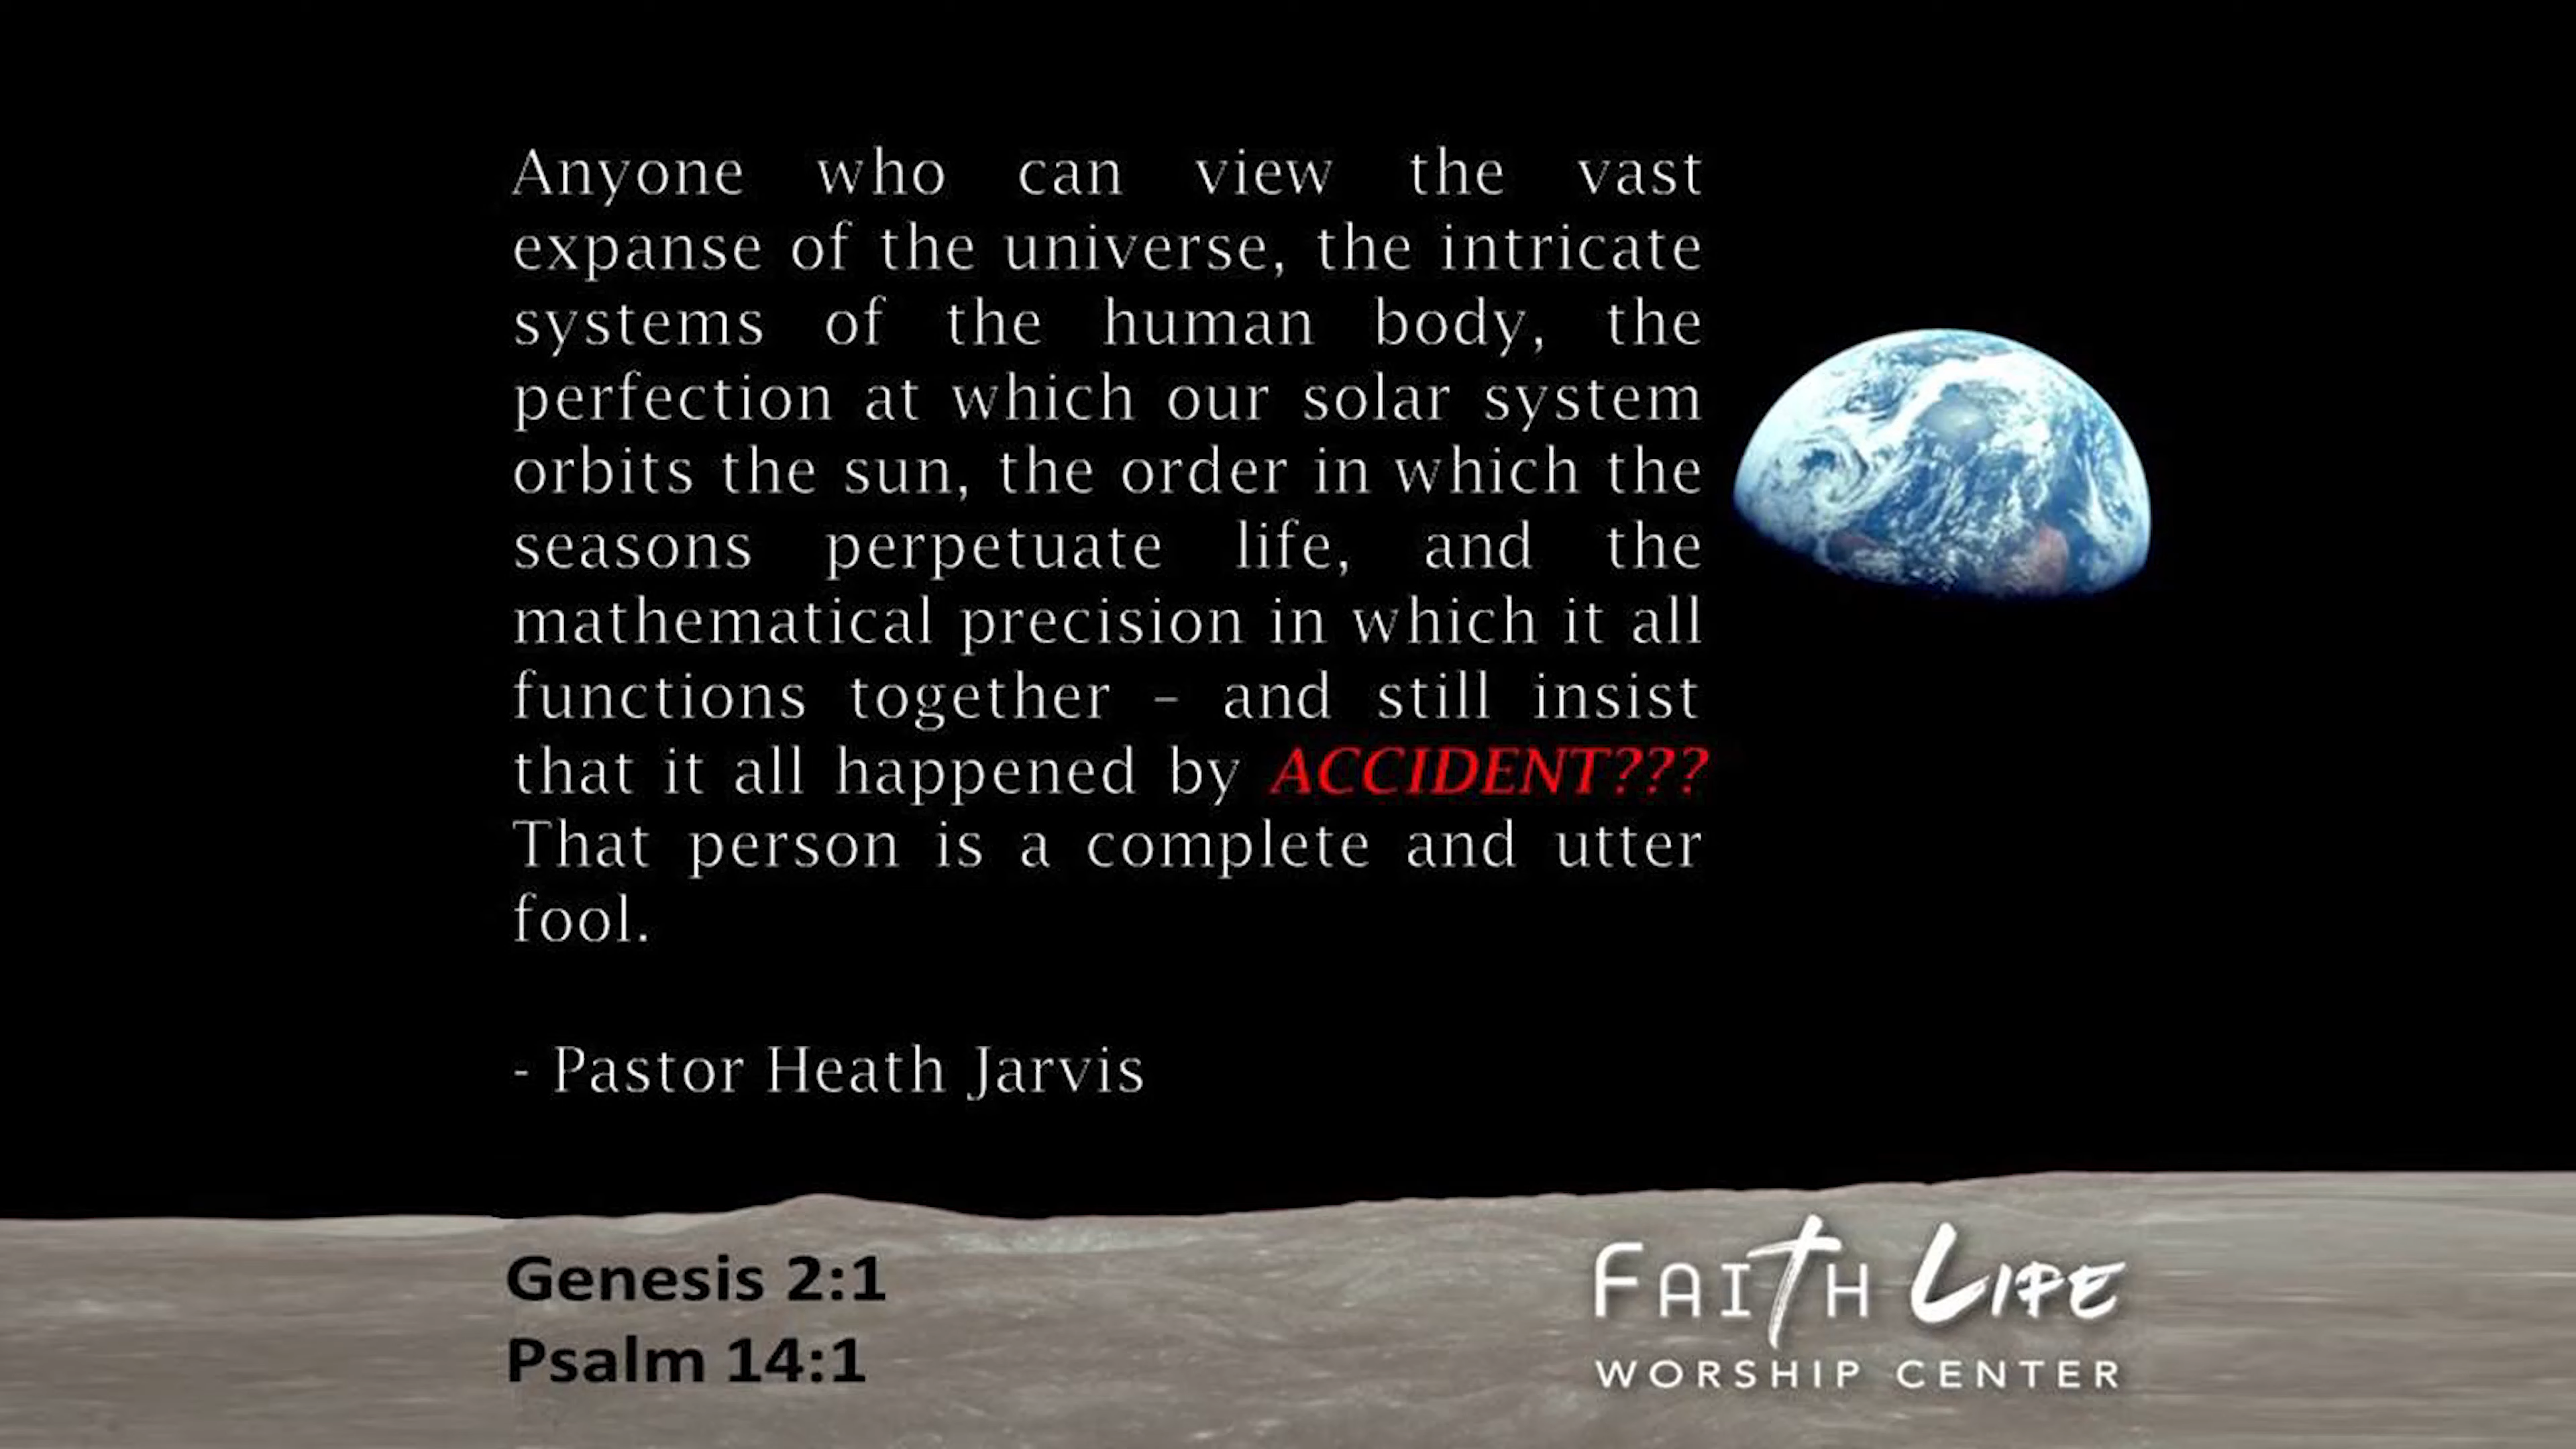 Anyone who can view the vast
expanse of the universe, the intricate
systems of the human body, the
perfection at which our solar system
orbits the sun, the order in which the
seasons perpetuate life, and the
mathematical precision in which it all
functions together – and still insist
that it all happened by ACCIDENT???
That person is a complete and utter
fool.
- Pastor Heath Jarvis
Genesis 2:1
Psalm 14:1
FAITH LIFE
WORSHIP CENTER